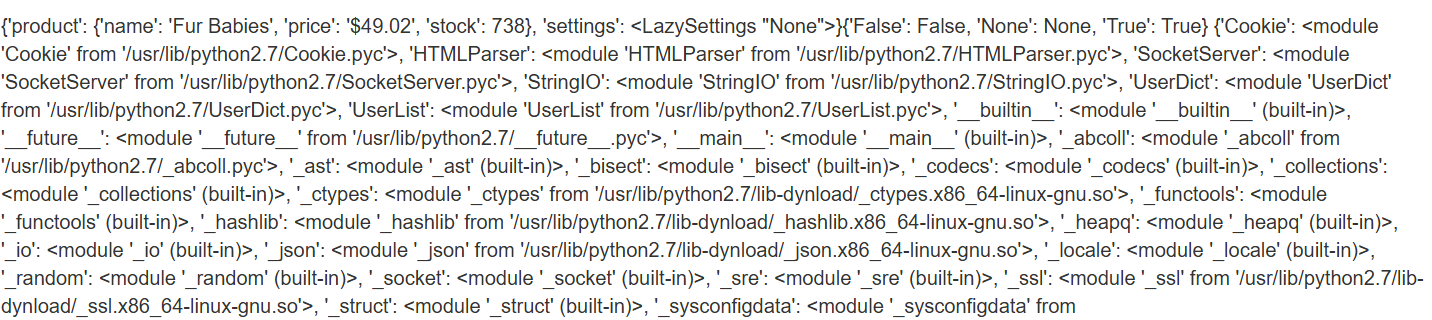 {'product': {'name': 'Fur Babies', 'price': '$49.02', 'stock': 738}, 'settings': <LazySettings "None">}{'False': False, 'None': None, 'True': True} {'Cookie': <module
'Cookie' from '/usr/lib/python2.7/Cookie.pyc'>, 'HTMLParser': <module 'HTMLParser' from '/usr/lib/python2.7/HTMLParser.pyc'>, 'SocketServer': <module
'SocketServer' from '/usr/lib/python2.7/SocketServer.pyc'>, 'StringIO': <module 'StringIO' from '/usr/lib/python2.7/StringIO.pyc'>, 'UserDict': <module 'UserDict'
from '/usr/lib/python2.7/UserDict.pyc'>, 'UserList': <module 'UserList' from '/usr/lib/python2.7/UserList.pyc'>, '__builtin__': <module '__builtin__' (built-in)>,
'__future__': <module '__future__' from '/usr/lib/python2.7/__future__.pyc'>, '__main__': <module '__main__' (built-in)>, '_abcoll': <module '_abcoll' from
'/usr/lib/python2.7/_abcoll.pyc'>, '_ast': <module '_ast' (built-in)>, '_bisect': <module '_bisect' (built-in)>, '_codecs': <module '_codecs' (built-in)>, '_collections':
<module '_collections' (built-in)>, '_ctypes': <module '_ctypes' from '/usr/lib/python2.7/lib-dynload/_ctypes.x86_64-linux-gnu.so'>, '_functools': <module
'_functools' (built-in)>, '_hashlib': <module '_hashlib' from '/usr/lib/python2.7/lib-dynload/_hashlib.x86_64-linux-gnu.so'>, '_heapq': <module '_heapq' (built-in)>,
'_io': <module '_io' (built-in)>, '_json': <module '_json' from '/usr/lib/python2.7/lib-dynload/_json.x86_64-linux-gnu.so'>, '_locale': <module '_locale' (built-in)>,
'_random': <module '_random' (built-in)>, '_socket': <module '_socket' (built-in)>, '_sre': <module '_sre' (built-in)>, '_ssl': <module '_ssl' from '/usr/lib/python2.7/lib-
dynload/_ssl.x86_64-linux-gnu.so'>, '_struct': <module '_struct' (built-in)>, '_sysconfigdata': <module '_sysconfigdata' from